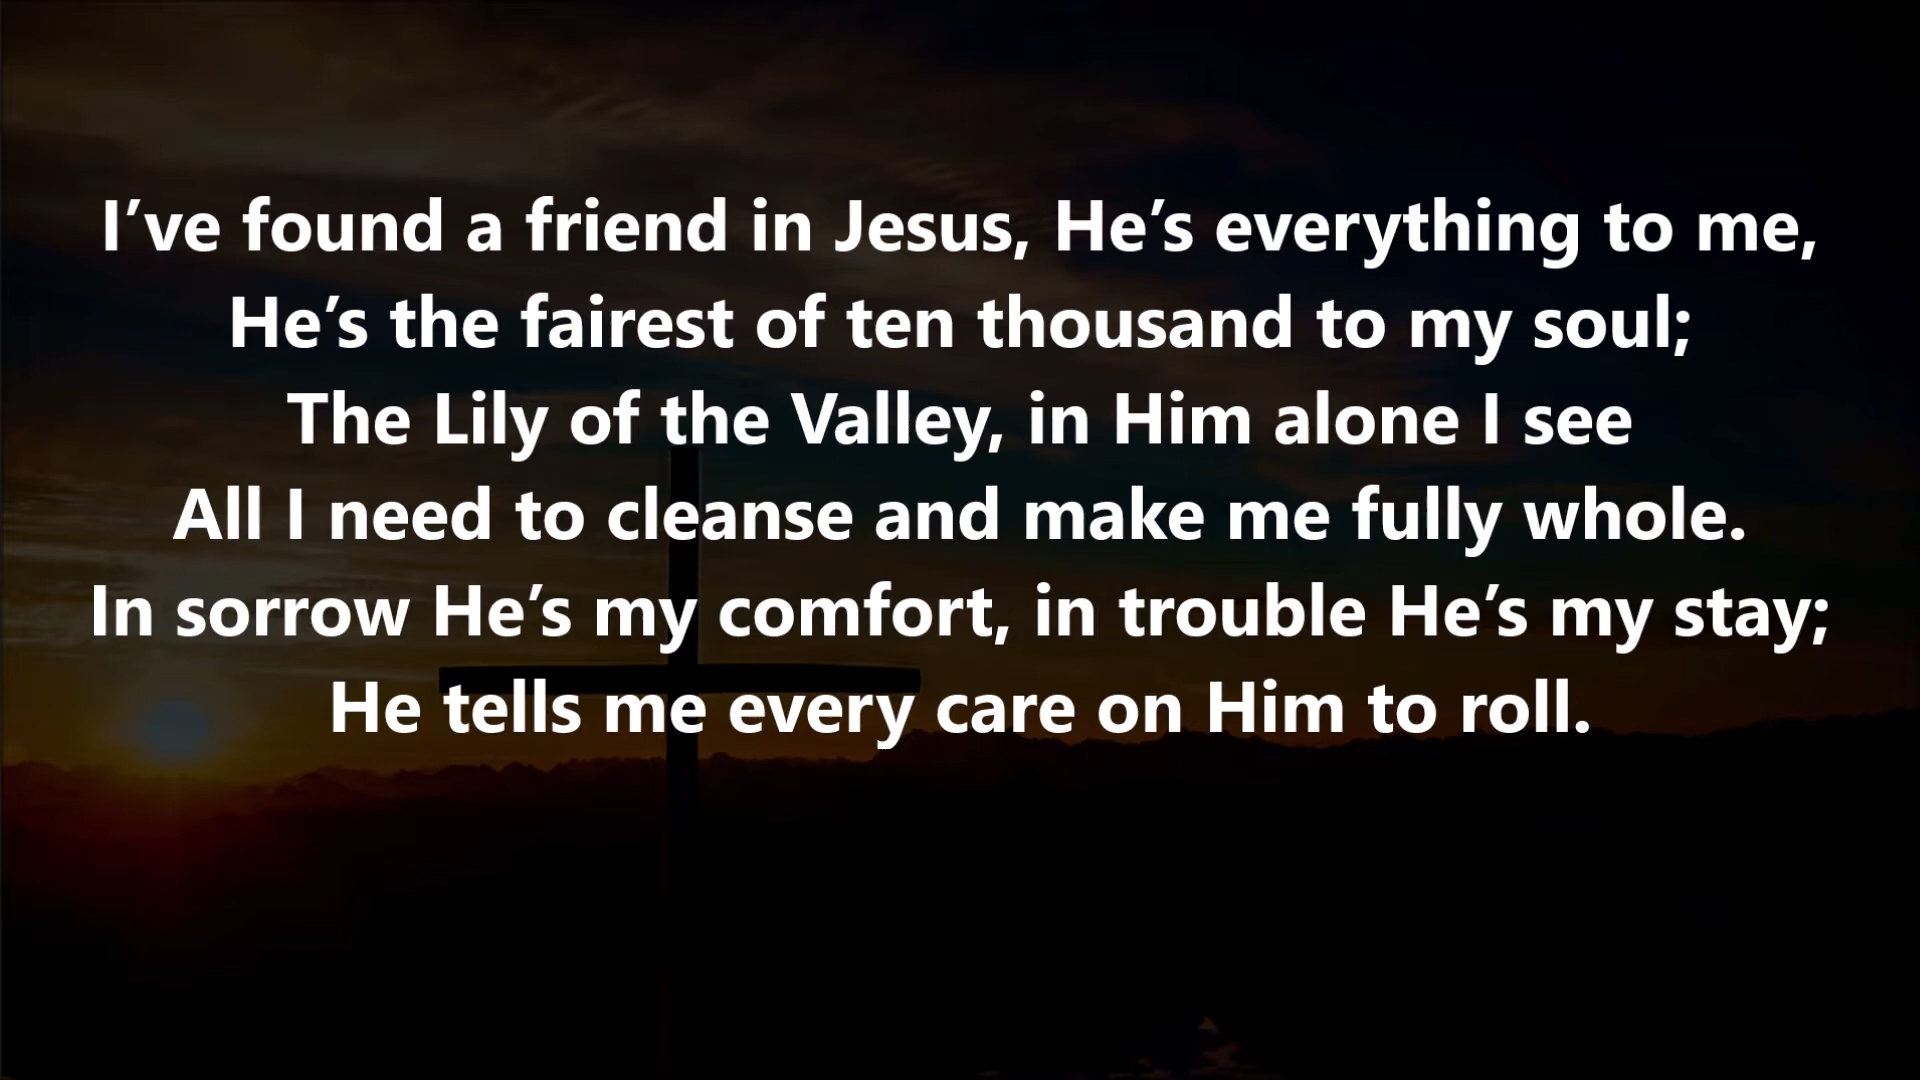 I’ve found a friend in Jesus, He’s everything to me,
He’s the fairest of ten thousand to my soul;
The Lily of the Valley, in Him alone I see
All I need to cleanse and make me fully whole.
In sorrow He’s my comfort, in trouble He’s my stay;
He tells me every care on Him to roll.